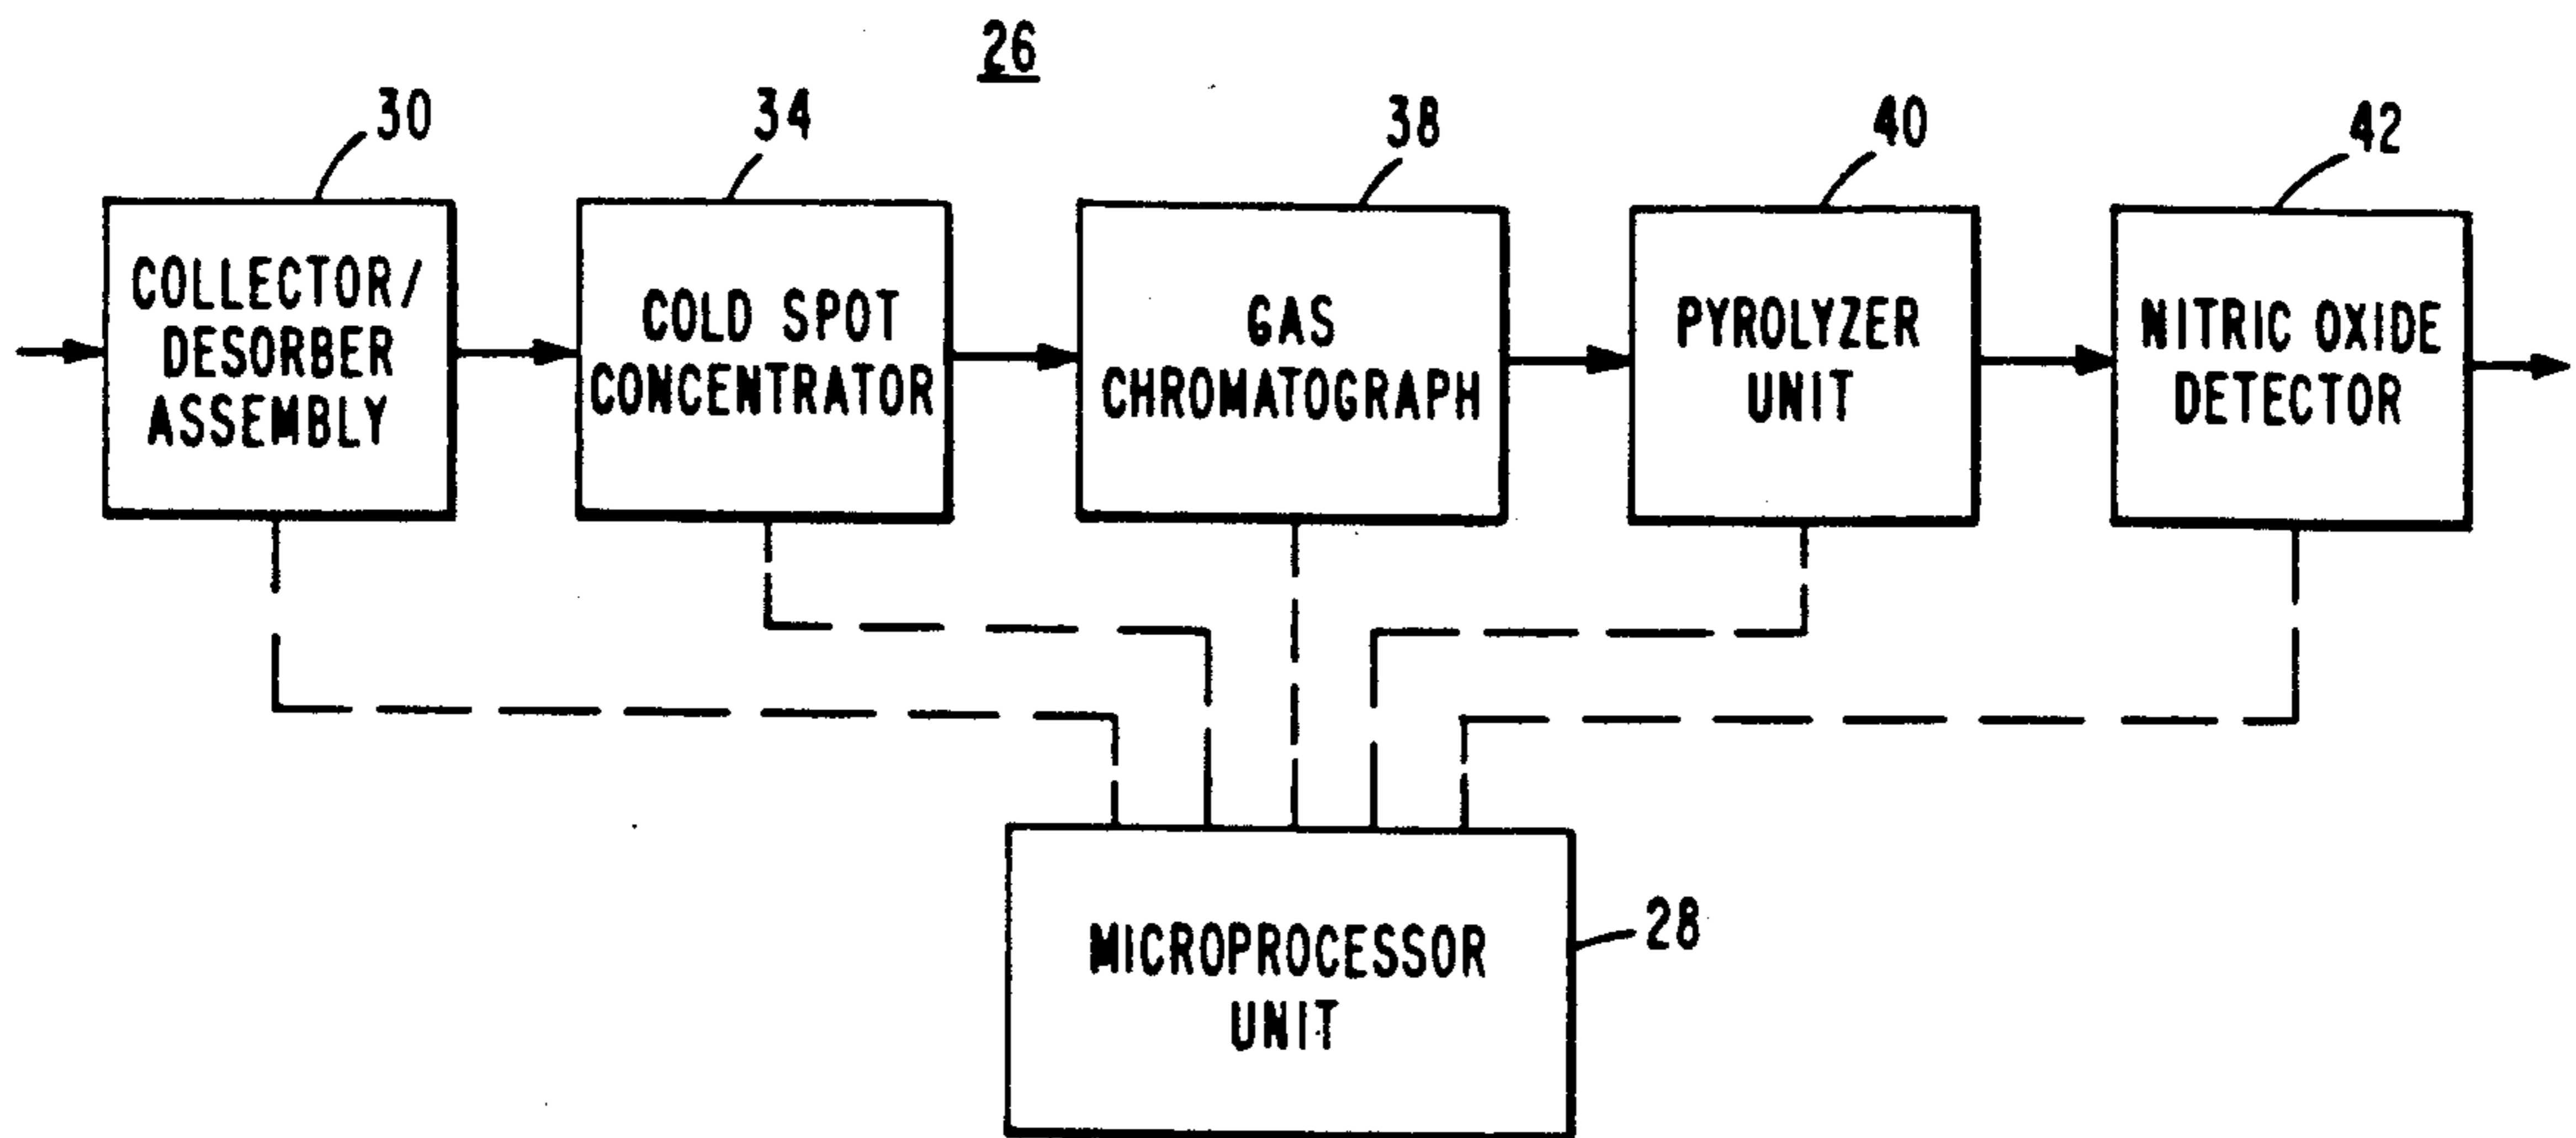 26
30
34
38
40
42
COLLECTOR/
DESORBER
ASSEMBLY
COLD SPOT
CONCENTRATOR
GAS
CHROMATOGRAPH
PYROLYZER
UNIT
NITRIC OXIDE
DETECTOR
MICROPROCESSOR
UNIT
28